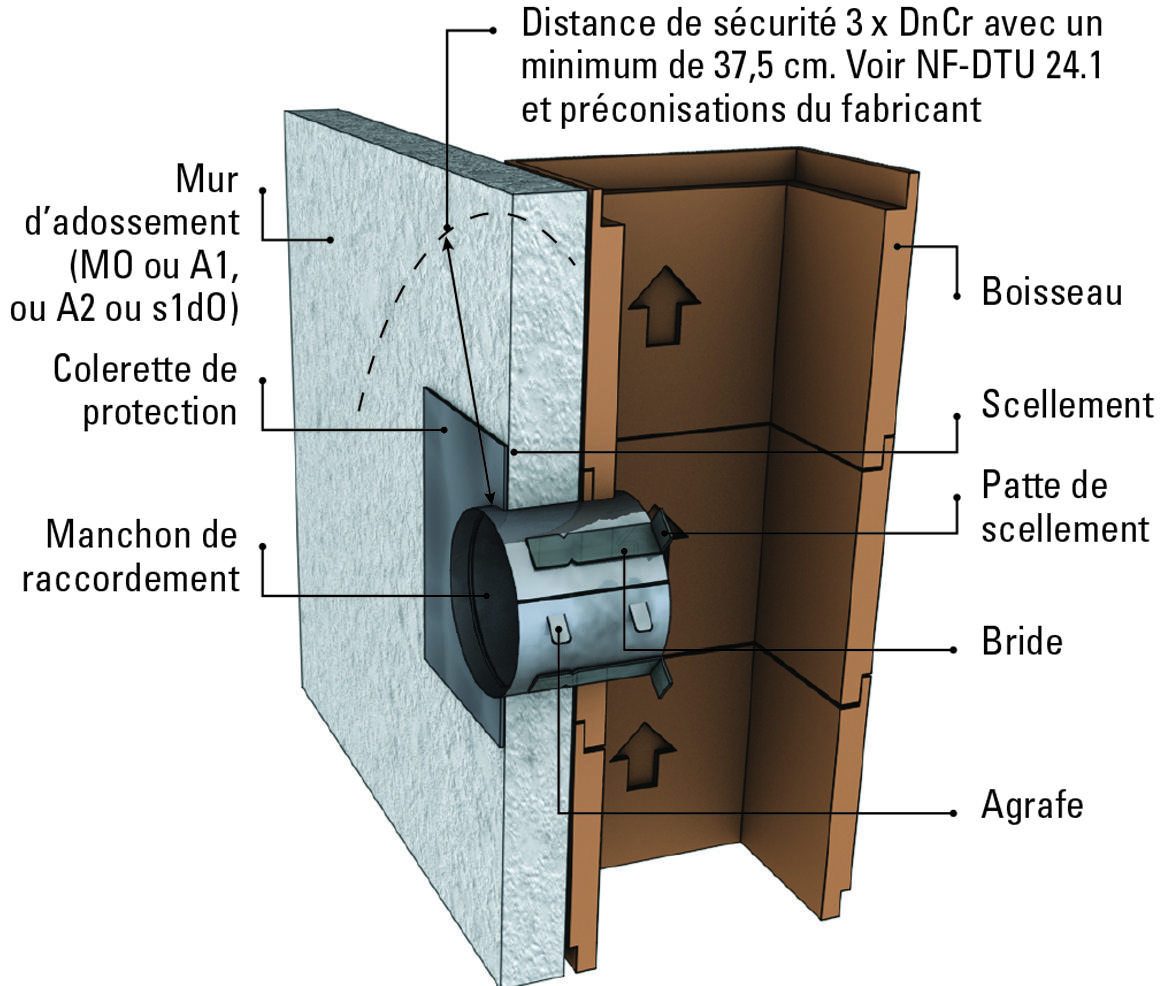 Distance de sécurité 3 x DnCr avec un
minimum de 37,5 cm. Voir NF-DTU 24.1
et préconisations du fabricant
Mur
d'adossement
(M0 ou A1,
ou A2 ou s1d0)
Colerette de
protection
Manchon de
raccordement
Boisseau
Scellement
Patte de
scellement
Bride
Agrafe